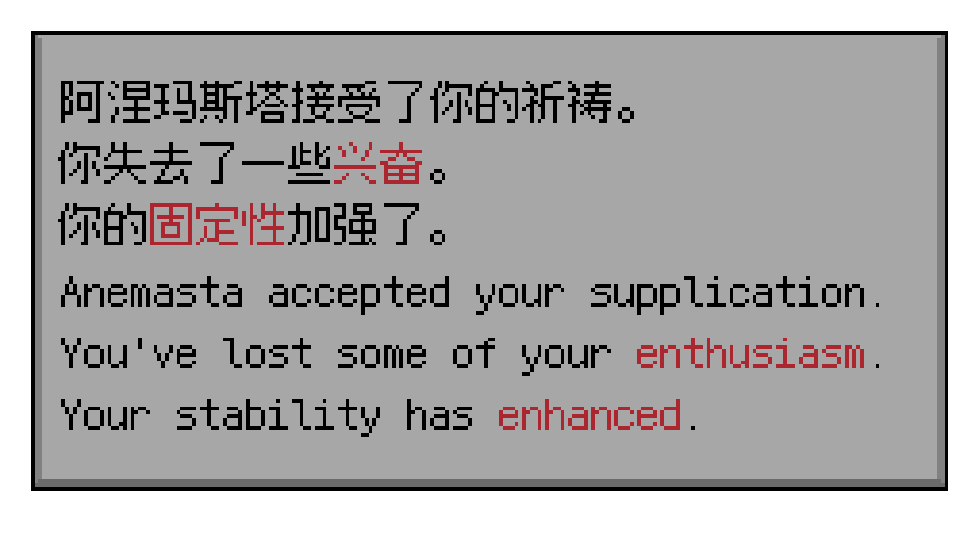 阿涅玛斯塔接受了你的祈祷。
你失去了一些兴奋。
你的固定性加强了。
Anemasta accepted your supplication.
You've lost some of your enthusiasm.
Your stability has enhanced.